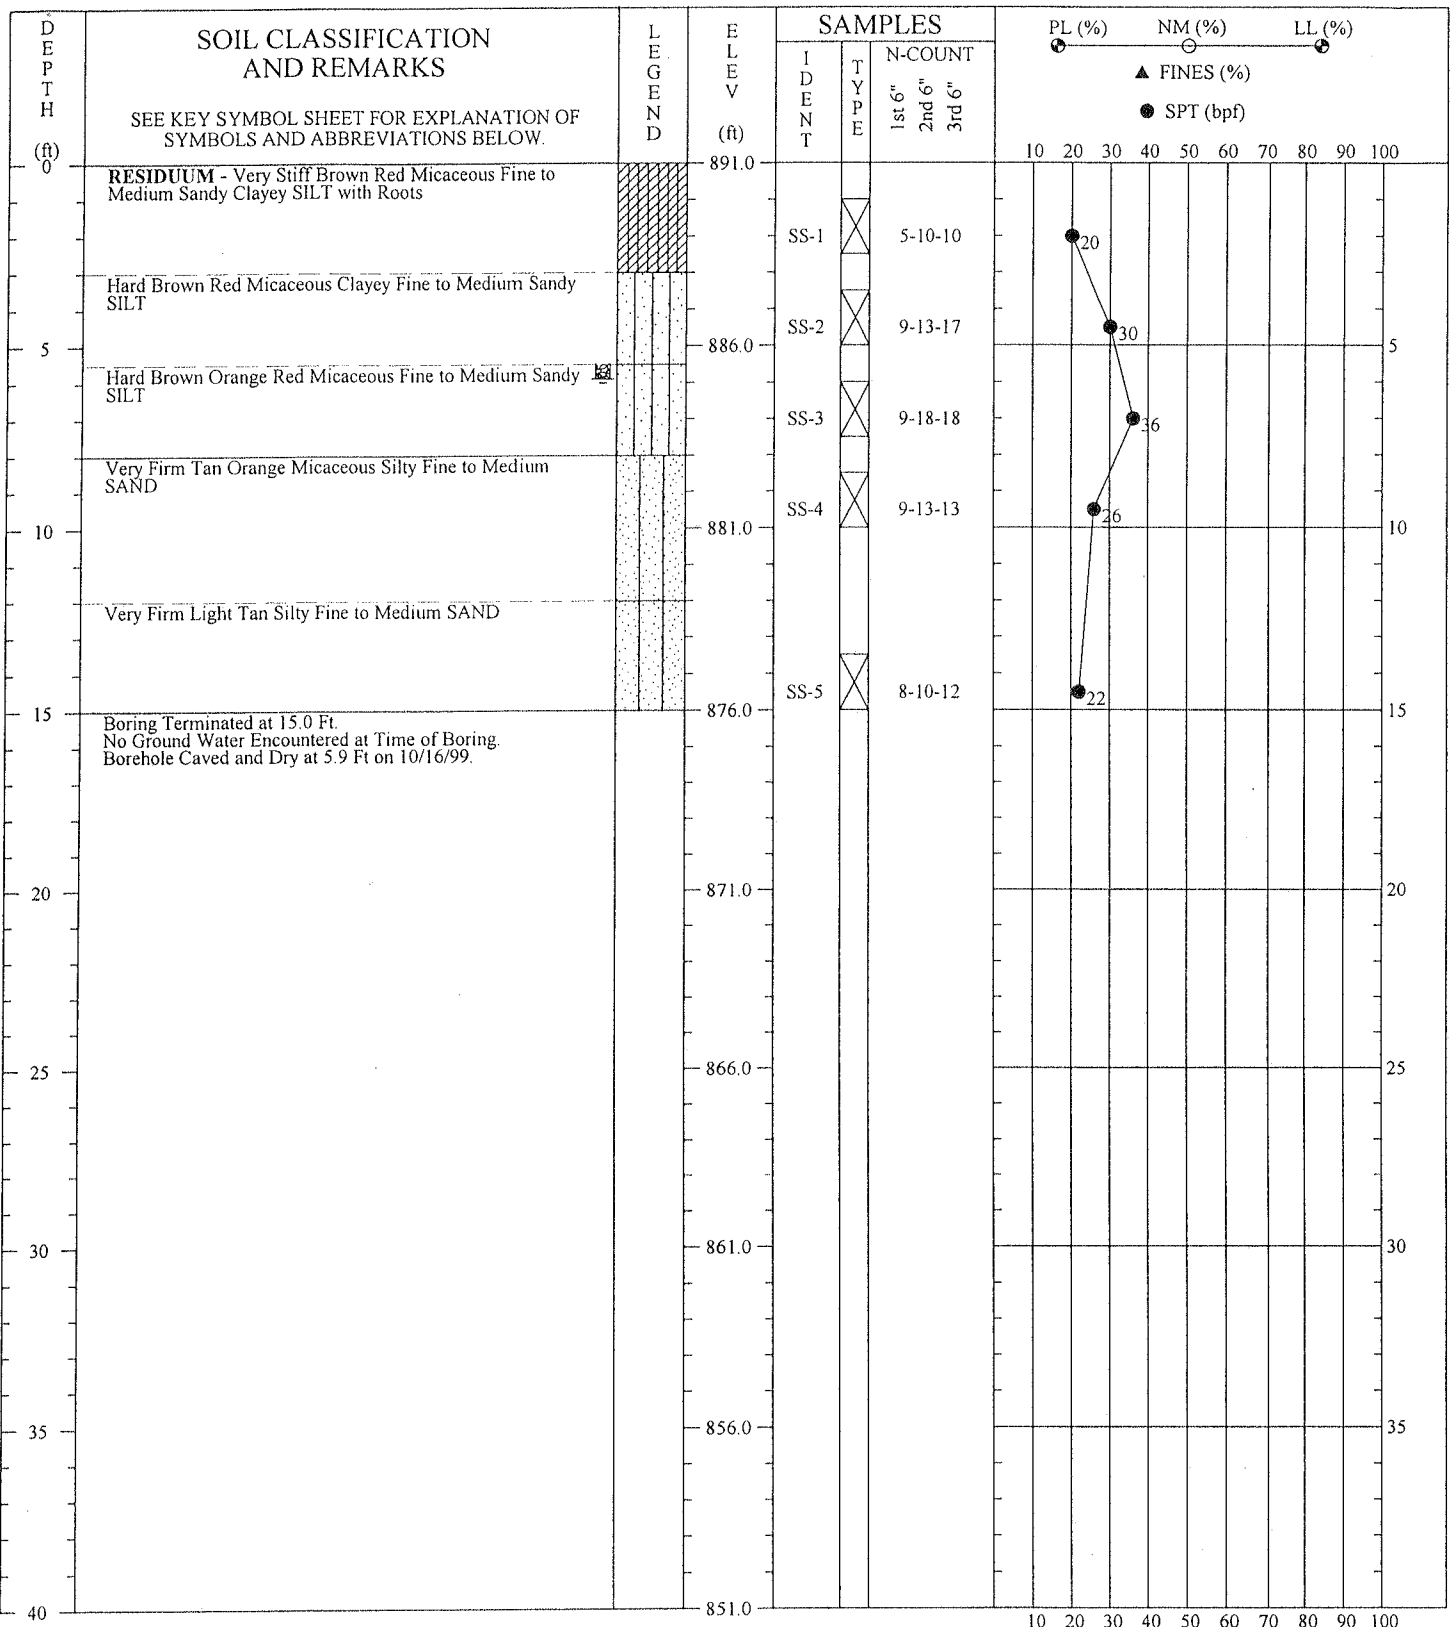 DEPTH (ft)
SOIL CLASSIFICATION
AND REMARKS
SEE KEY SYMBOL SHEET FOR EXPLANATION OF
SYMBOLS AND ABBREVIATIONS BELOW.
LEGEND
ELEV (ft)
SAMPLES
IDENT
TYPE
N-COUNT
1st 6"
2nd 6"
3rd 6"
PL (%) NM (%) LL (%)
▲ FINES (%)
● SPT (bpf)
10 20 30 40 50 60 70 80 90 100
0 891.0
RESIDUUM - Very Stiff Brown Red Micaceous Fine to
Medium Sandy Clayey SILT with Roots
SS-1 5-10-10 20
Hard Brown Red Micaceous Clayey Fine to Medium Sandy
SILT
SS-2 9-13-17 30
5 886.0 5
Hard Brown Orange Red Micaceous Fine to Medium Sandy
SILT
SS-3 9-18-18 36
Very Firm Tan Orange Micaceous Silty Fine to Medium
SAND
SS-4 9-13-13 26
10 881.0 10
Very Firm Light Tan Silty Fine to Medium SAND
SS-5 8-10-12 22
15 876.0 15
Boring Terminated at 15.0 Ft.
No Ground Water Encountered at Time of Boring.
Borehole Caved and Dry at 5.9 Ft on 10/16/99.
20 871.0 20
25 866.0 25
30 861.0 30
35 856.0 35
40 851.0
10 20 30 40 50 60 70 80 90 100